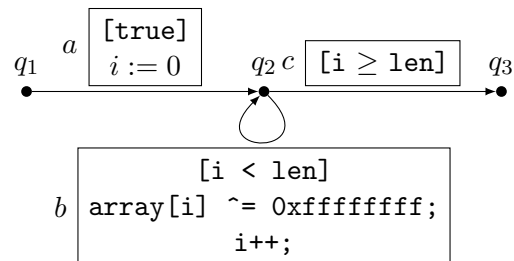 a
[true]
i := 0
q1
q2
c
[i ≥ len]
q3
b
[i < len]
array[i] ^= 0xffffffff;
i++;